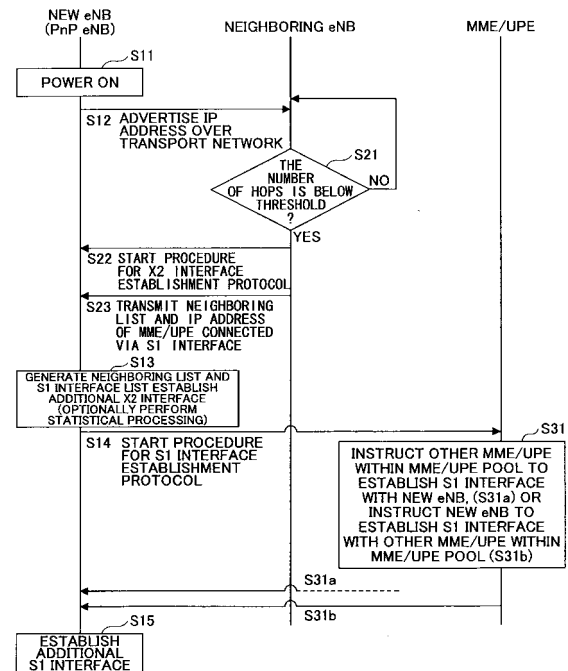 NEW eNB
(PnP eNB)
NEIGHBORING eNB
MME/UPE
S11
POWER ON
S12 ADVERTISE IP
ADDRESS OVER
TRANSPORT NETWORK
S21
THE
NUMBER
OF HOPS IS BELOW
THRESHOLD
?
NO
YES
S22 START PROCEDURE
FOR X2 INTERFACE
ESTABLISHMENT PROTOCOL
S23 TRANSMIT NEIGHBORING
LIST AND IP ADDRESS
OF MME/UPE CONNECTED
VIA S1 INTERFACE
S13
GENERATE NEIGHBORING LIST AND
S1 INTERFACE LIST ESTABLISH
ADDITIONAL X2 INTERFACE
(OPTIONALLY PERFORM
STATISTICAL PROCESSING)
S14 START PROCEDURE
FOR S1 INTERFACE
ESTABLISHMENT
PROTOCOL
S31
INSTRUCT OTHER MME/UPE
WITHIN MME/UPE POOL TO
ESTABLISH S1 INTERFACE
WITH NEW eNB, (S31a) OR
INSTRUCT NEW eNB TO
ESTABLISH S1 INTERFACE
WITH OTHER MME/UPE WITHIN
MME/UPE POOL (S31b)
S31a
S31b
S15
ESTABLISH
ADDITIONAL
S1 INTERFACE